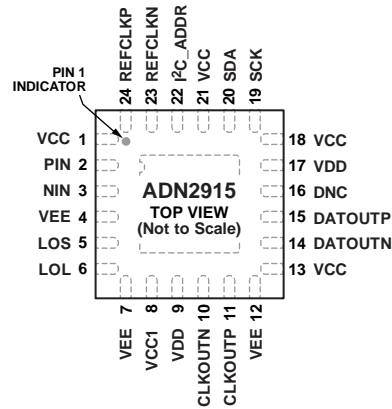 24 REFCLKP
23 REFCLKN
22 I²C_ADDR
21 VCC
20 SDA
19 SCK
PIN 1
INDICATOR
VCC 1
PIN 2
NIN 3
VEE 4
LOS 5
LOL 6
ADN2915
TOP VIEW
(Not to Scale)
18 VCC
17 VDD
16 DNC
15 DATOUTP
14 DATOUTN
13 VCC
VEE 7
VCC1 8
VDD 9
CLKOUTN 10
CLKOUTP 11
VEE 12